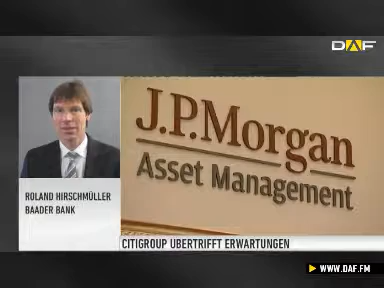 DAF
J.P.Morgan
Asset Management
ROLAND HIRSCHMÜLLER
BAADER BANK
CITIGROUP ÜBERTRIFFT ERWARTUNGEN
WWW.DAF.FM